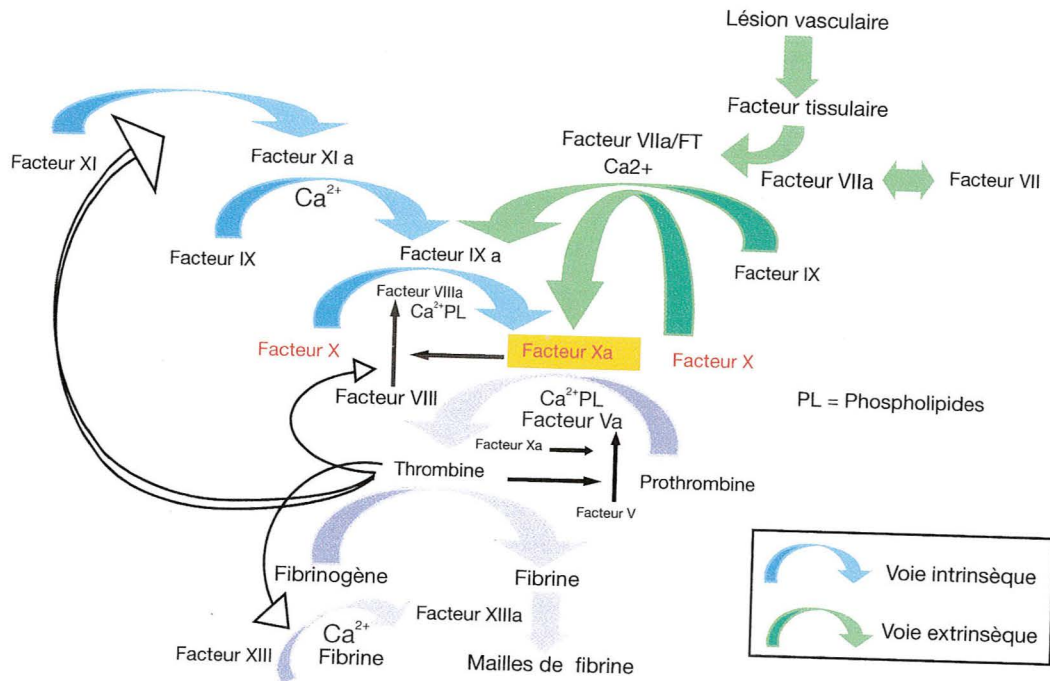 Lésion vasculaire
Facteur tissulaire
Facteur VIIa/FT
Ca2+
Facteur VIIa
Facteur VII
Facteur XI
Facteur XI a
Ca²⁺
Facteur IX
Facteur IX a
Facteur IX
Facteur VIIIa
Ca²⁺PL
Facteur X
Facteur Xa
Facteur X
Facteur VIII
Ca²⁺PL
Facteur Va
PL = Phospholipides
Facteur Xa
Thrombine
Prothrombine
Facteur V
Fibrinogène
Fibrine
Facteur XIIIa
Ca²⁺
Fibrine
Facteur XIII
Mailles de fibrine
Voie intrinsèque
Voie extrinsèque